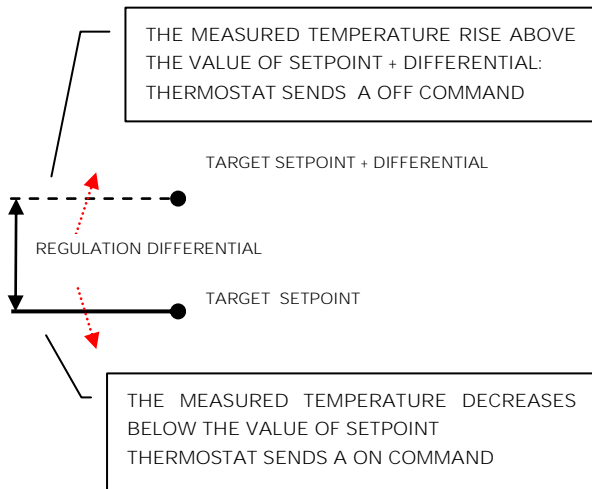 THE MEASURED TEMPERATURE RISE ABOVE
THE VALUE OF SETPOINT + DIFFERENTIAL:
THERMOSTAT SENDS A OFF COMMAND
TARGET SETPOINT + DIFFERENTIAL
REGULATION DIFFERENTIAL
TARGET SETPOINT
THE MEASURED TEMPERATURE DECREASES
BELOW THE VALUE OF SETPOINT
THERMOSTAT SENDS A ON COMMAND